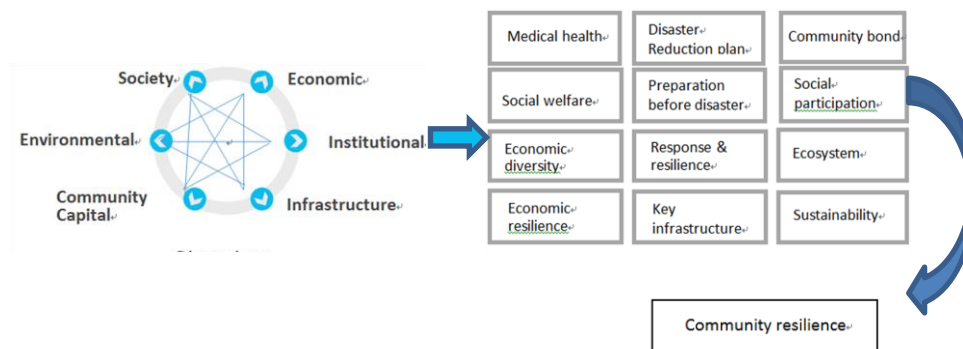 Society
Economic
Environmental
Institutional
Community
Capital
Infrastructure
Medical health
Disaster
Reduction plan
Community bond
Social welfare
Preparation
before disaster
Social
participation
Economic
diversity
Response &
resilience
Ecosystem
Economic
resilience
Key
infrastructure
Sustainability
Community resilience